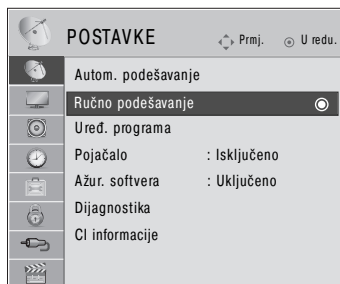 POSTAVKE Prmj. U redu.
Autom. podešavanje
Ručno podešavanje
Uređ. programa
Pojačalo : Isključeno
Ažur. softvera : Uključeno
Dijagnostika
CI informacije